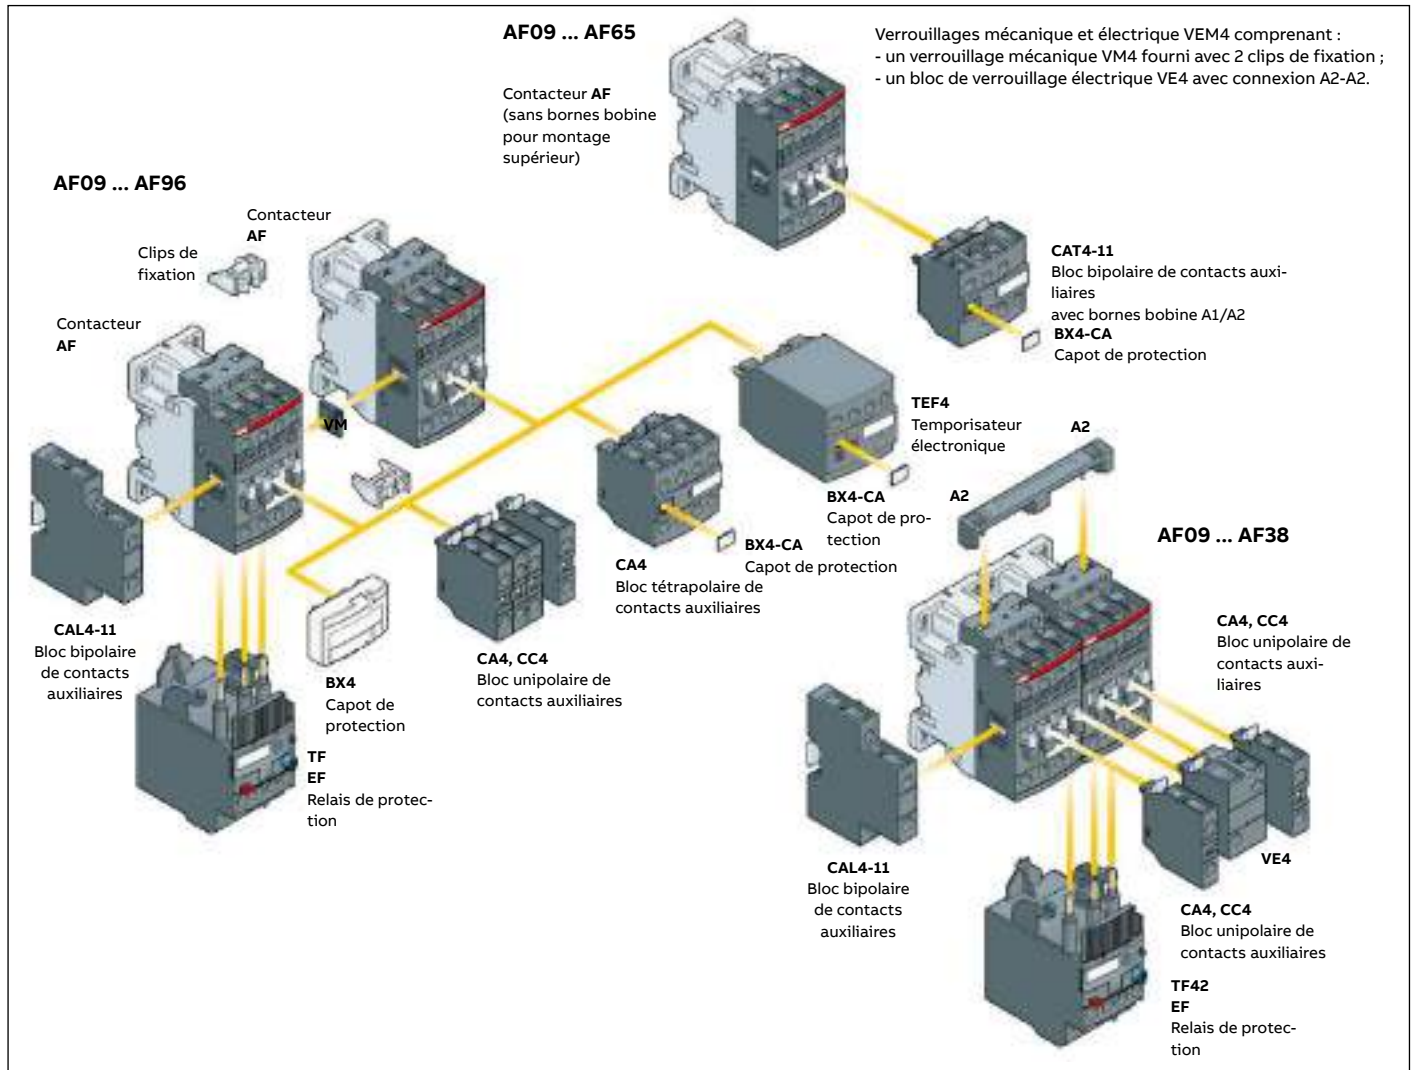 AF09 ... AF65
Verrouillages mécanique et électrique VEM4 comprenant :
- un verrouillage mécanique VM4 fourni avec 2 clips de fixation ;
- un bloc de verrouillage électrique VE4 avec connexion A2-A2.
Contacteur AF
(sans bornes bobine
pour montage
supérieur)
AF09 ... AF96
Contacteur
AF
Clips de
fixation
Contacteur
AF
VM
CAT4-11
Bloc bipolaire de contacts auxi-
liaires
avec bornes bobine A1/A2
BX4-CA
Capot de protection
TEF4
Temporisateur
électronique
A2
A2
BX4-CA
Capot de pro-
tection
BX4-CA
Capot de protection
AF09 ... AF38
CA4
Bloc tétrapolaire de
contacts auxiliaires
CAL4-11
Bloc bipolaire
de contacts
auxiliaires
BX4
Capot de
protection
CA4, CC4
Bloc unipolaire de
contacts auxiliaires
CA4, CC4
Bloc unipolaire de
contacts auxi-
liaires
TF
EF
Relais de protec-
tion
VE4
CAL4-11
Bloc bipolaire
de contacts
auxiliaires
CA4, CC4
Bloc unipolaire de
contacts auxiliaires
TF42
EF
Relais de protec-
tion